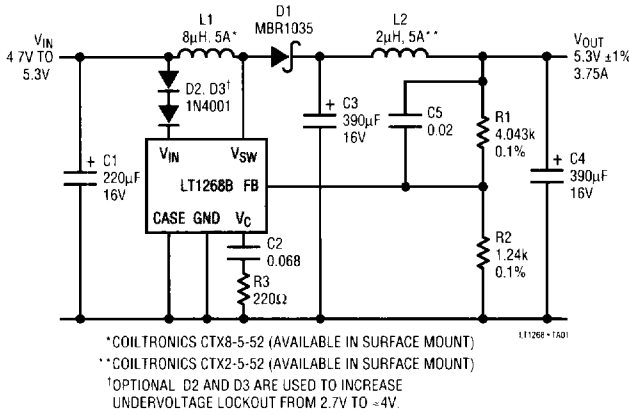 L1
8µH, 5A*
D1
MBR1035
L2
2µH, 5A**
VIN
4.7V TO
5.3V
VOUT
5.3V ±1%
3.75A
D2, D3†
1N4001
C3
390µF
16V
C5
0.02
R1
4.043k
0.1%
C1
220µF
16V
VIN
VSW
LT1268B FB
CASE GND VC
C4
390µF
16V
C2
0.068
R2
1.24k
0.1%
R3
220Ω
LT1268 • TA01
*COILTRONICS CTX8-5-52 (AVAILABLE IN SURFACE MOUNT)
**COILTRONICS CTX2-5-52 (AVAILABLE IN SURFACE MOUNT)
†OPTIONAL D2 AND D3 ARE USED TO INCREASE
UNDERVOLTAGE LOCKOUT FROM 2.7V TO ≈4V.